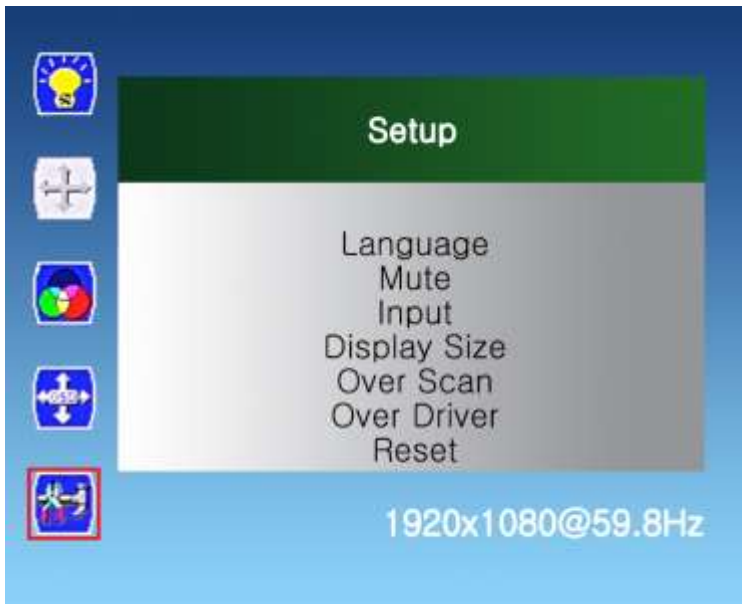 Setup
Language
Mute
Input
Display Size
Over Scan
Over Driver
Reset
1920x1080@59.8Hz